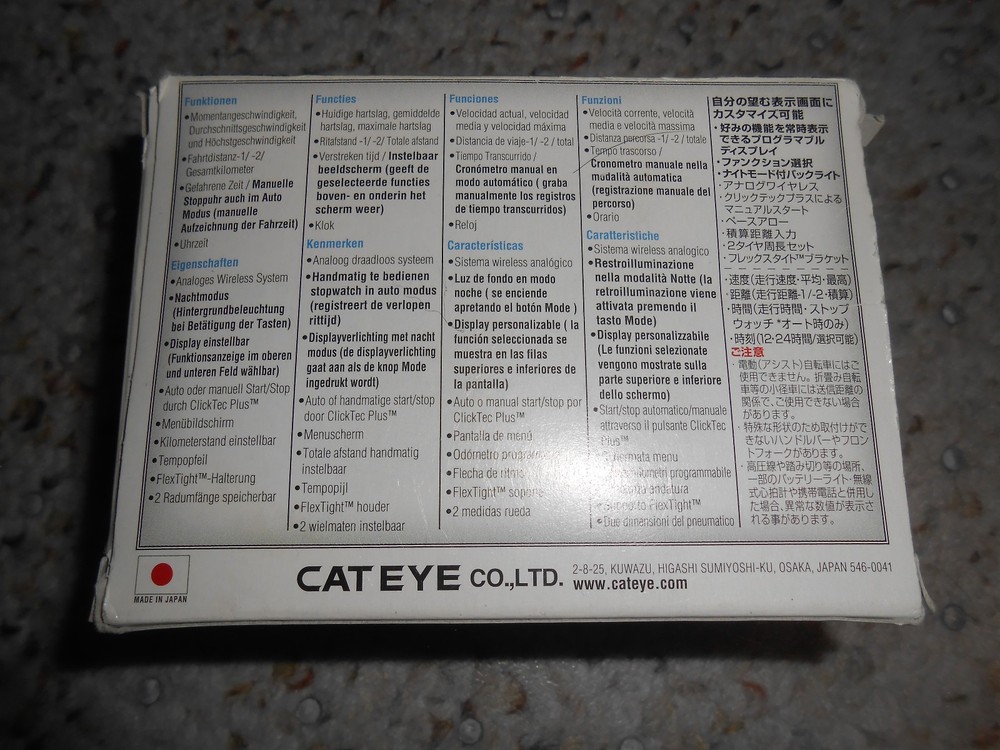 Funktionen
•Momentangeschwindigkeit,
Durchschnittsgeschwindigkeit
und Höchstgeschwindigkeit
•Fahrtdistanz-1/ -2/
Gesamtkilometer
•Gefahrene Zeit / Manuelle
Stoppuhr auch im Auto
Modus (manuelle
Aufzeichnung der Fahrzeit)
•Uhrzeit
Eigenschaften
•Analoges Wireless System
•Nachtmodus
(Hintergrundbeleuchtung
bei Betätigung der Tasten)
•Display einstellbar
(Funktionsanzeige im oberen
und unteren Feld wählbar)
•Auto oder manuell Start/Stop
durch ClickTec Plus™
•Menübildschirm
•Kilometerstand einstellbar
•Tempopfeil
•FlexTight™-Halterung
•2 Radumfänge speicherbar
Functies
•Huidige hartslag, gemiddelde
hartslag, maximale hartslag
•Ritafstand -1/ -2/ Totale afstand
•Verstreken tijd / Instelbaar
beeldscherm (geeft de
geselecteerde functies
boven- en onderin het
scherm weer)
•Klok
Kenmerken
•Analoog draadloos systeem
•Handmatig te bedienen
stopwatch in auto modus
(registreert de verlopen
rittijd)
•Displayverlichting met nacht
modus (de displayverlichting
gaat aan als de knop Mode
ingedrukt wordt)
•Auto of handmatige start/stop
door ClickTec Plus™
•Menuscherm
•Totale afstand handmatig
instelbaar
•Tempopijl
•FlexTight™ houder
•2 wielmaten instelbaar
Funciones
•Velocidad actual, velocidad
media y velocidad máxima
•Distancia de viaje-1/ -2 / total
•Tiempo Transcurrido /
Cronómetro manual en
modo automático ( graba
manualmente los registros
de tiempo transcurridos)
•Reloj
Características
•Sistema wireless analógico
•Luz de fondo en modo
noche ( se enciende
apretando el botón Mode )
•Display personalizable ( la
función seleccionada se
muestra en las filas
superiores e inferiores de
la pantalla)
•Auto o manual start/stop por
ClickTec Plus™
•Pantalla de menú
•Odómetro
•Flecha de ritmo
•FlexTight™ soporte
•2 medidas rueda
Funzioni
•Velocità corrente, velocità
media e velocità massima
•Distanza percorsa -1/ -2 / totale
•Tempo trascorso /
Cronometro manuale nella
mudalità automatica
(registrazione manuale del
percorso)
•Orario
Caratteristiche
•Sistema wireless analogico
•Restroilluminazione
nella modalità Notte (la
retroilluminazione viene
attivata premendo il
tasto Mode)
•Display personalizzabile
(Le funzioni selezionate
vengono mostrate sulla
parte superiore e inferiore
dello schermo)
•Start/stop automatico/manuale
attraverso il pulsante ClickTec
Plus™
menu
programmabile
andatura
FlexTight™
•Due dimensioni del pneumatico
自分の望む表示画面に
カスタマイズ可能
・好みの機能を常時表示
できるプログラマブル
ディスプレイ
・ファンクション選択
・ナイトモード付バックライト
・アナログワイヤレス
・クリックテックプラスによる
マニュアルスタート
・ペースアロー
・積算距離入力
・2タイヤ周長セット
・フレックスタイト™ブラケット
・速度(走行速度・平均・最高)
・距離(走行距離-1/-2・積算)
・時間(走行時間・ストップ
ウォッチ *オート時のみ)
・時刻(12・24時間/選択可能)
ご注意
・電動(アシスト)自転車にはご
使用できません。折畳み自転
車等の小径車には送信距離の
関係で、ご使用できない場合
があります。
・特殊な形状のため取付けがで
きないハンドルバーやフロン
トフォークがあります。
・高圧線や踏み切り等の場所、
一部のバッテリーライト・無線
式心拍計や携帯電話と併用し
た場合、異常な数値が表示さ
れる事があります。
MADE IN JAPAN
CATEYE CO.,LTD.
2-8-25, KUWAZU, HIGASHI SUMIYOSHI-KU, OSAKA, JAPAN 546-0041
www.cateye.com